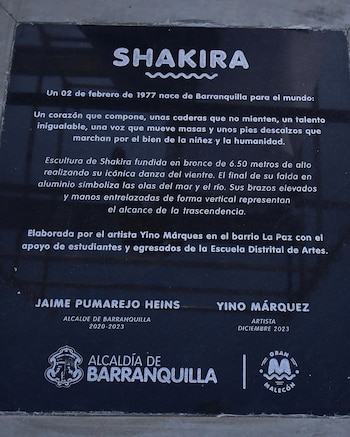 SHAKIRA
Un 02 de febrero de 1977 nace de Barranquilla para el mundo:
Un corazón que compone, unas caderas que no mienten, un talento
inigualable, una voz que mueve masas y unos pies descalzos que
marchan por el bien de la niñez y la humanidad.
Escultura de Shakira fundida en bronce de 6.50 metros de alto
realizando su icónica danza del vientre. El final de su falda en
aluminio simboliza las olas del mar y el río. Sus brazos elevados
y manos entrelazadas de forma vertical representan
el alcance de la trascendencia.
Elaborada por el artista Yino Márques en el barrio La Paz con el
apoyo de estudiantes y egresados de la Escuela Distrital de Artes.
JAIME PUMAREJO HEINS
ALCALDE DE BARRANQUILLA
2020-2023
YINO MÁRQUEZ
ARTISTA
DICIEMBRE 2023
ALCALDÍA DE
BARRANQUILLA
GRAN
MALECÓN